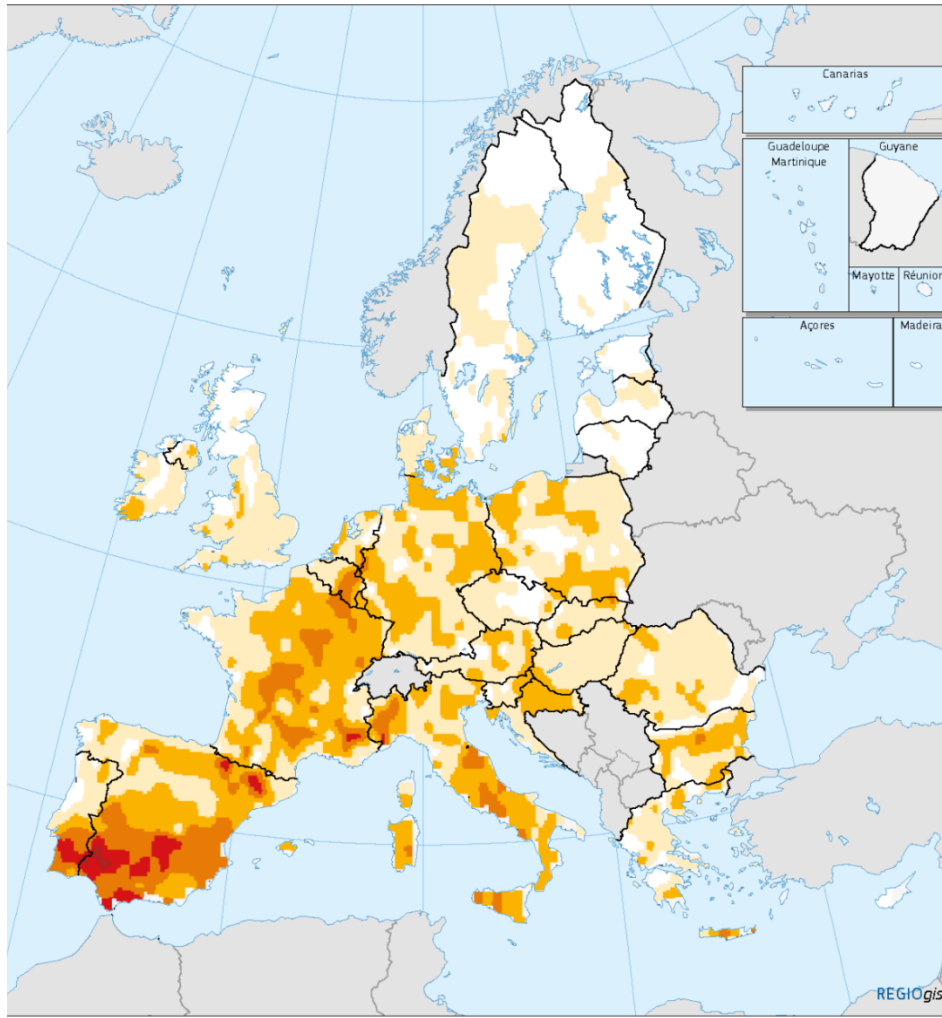 Canarias
Guadeloupe
Martinique
Guyane
Mayotte
Réunion
Açores
Madeira
REGIOgis